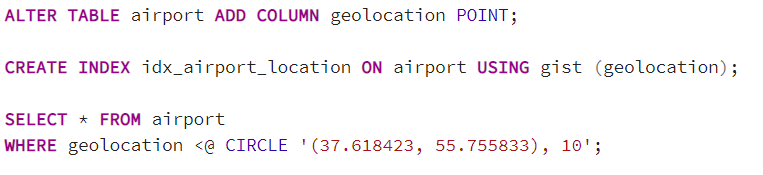 ALTER TABLE airport ADD COLUMN geolocation POINT;
CREATE INDEX idx_airport_location ON airport USING gist (geolocation);
SELECT * FROM airport
WHERE geolocation <@ CIRCLE '(37.618423, 55.755833), 10';